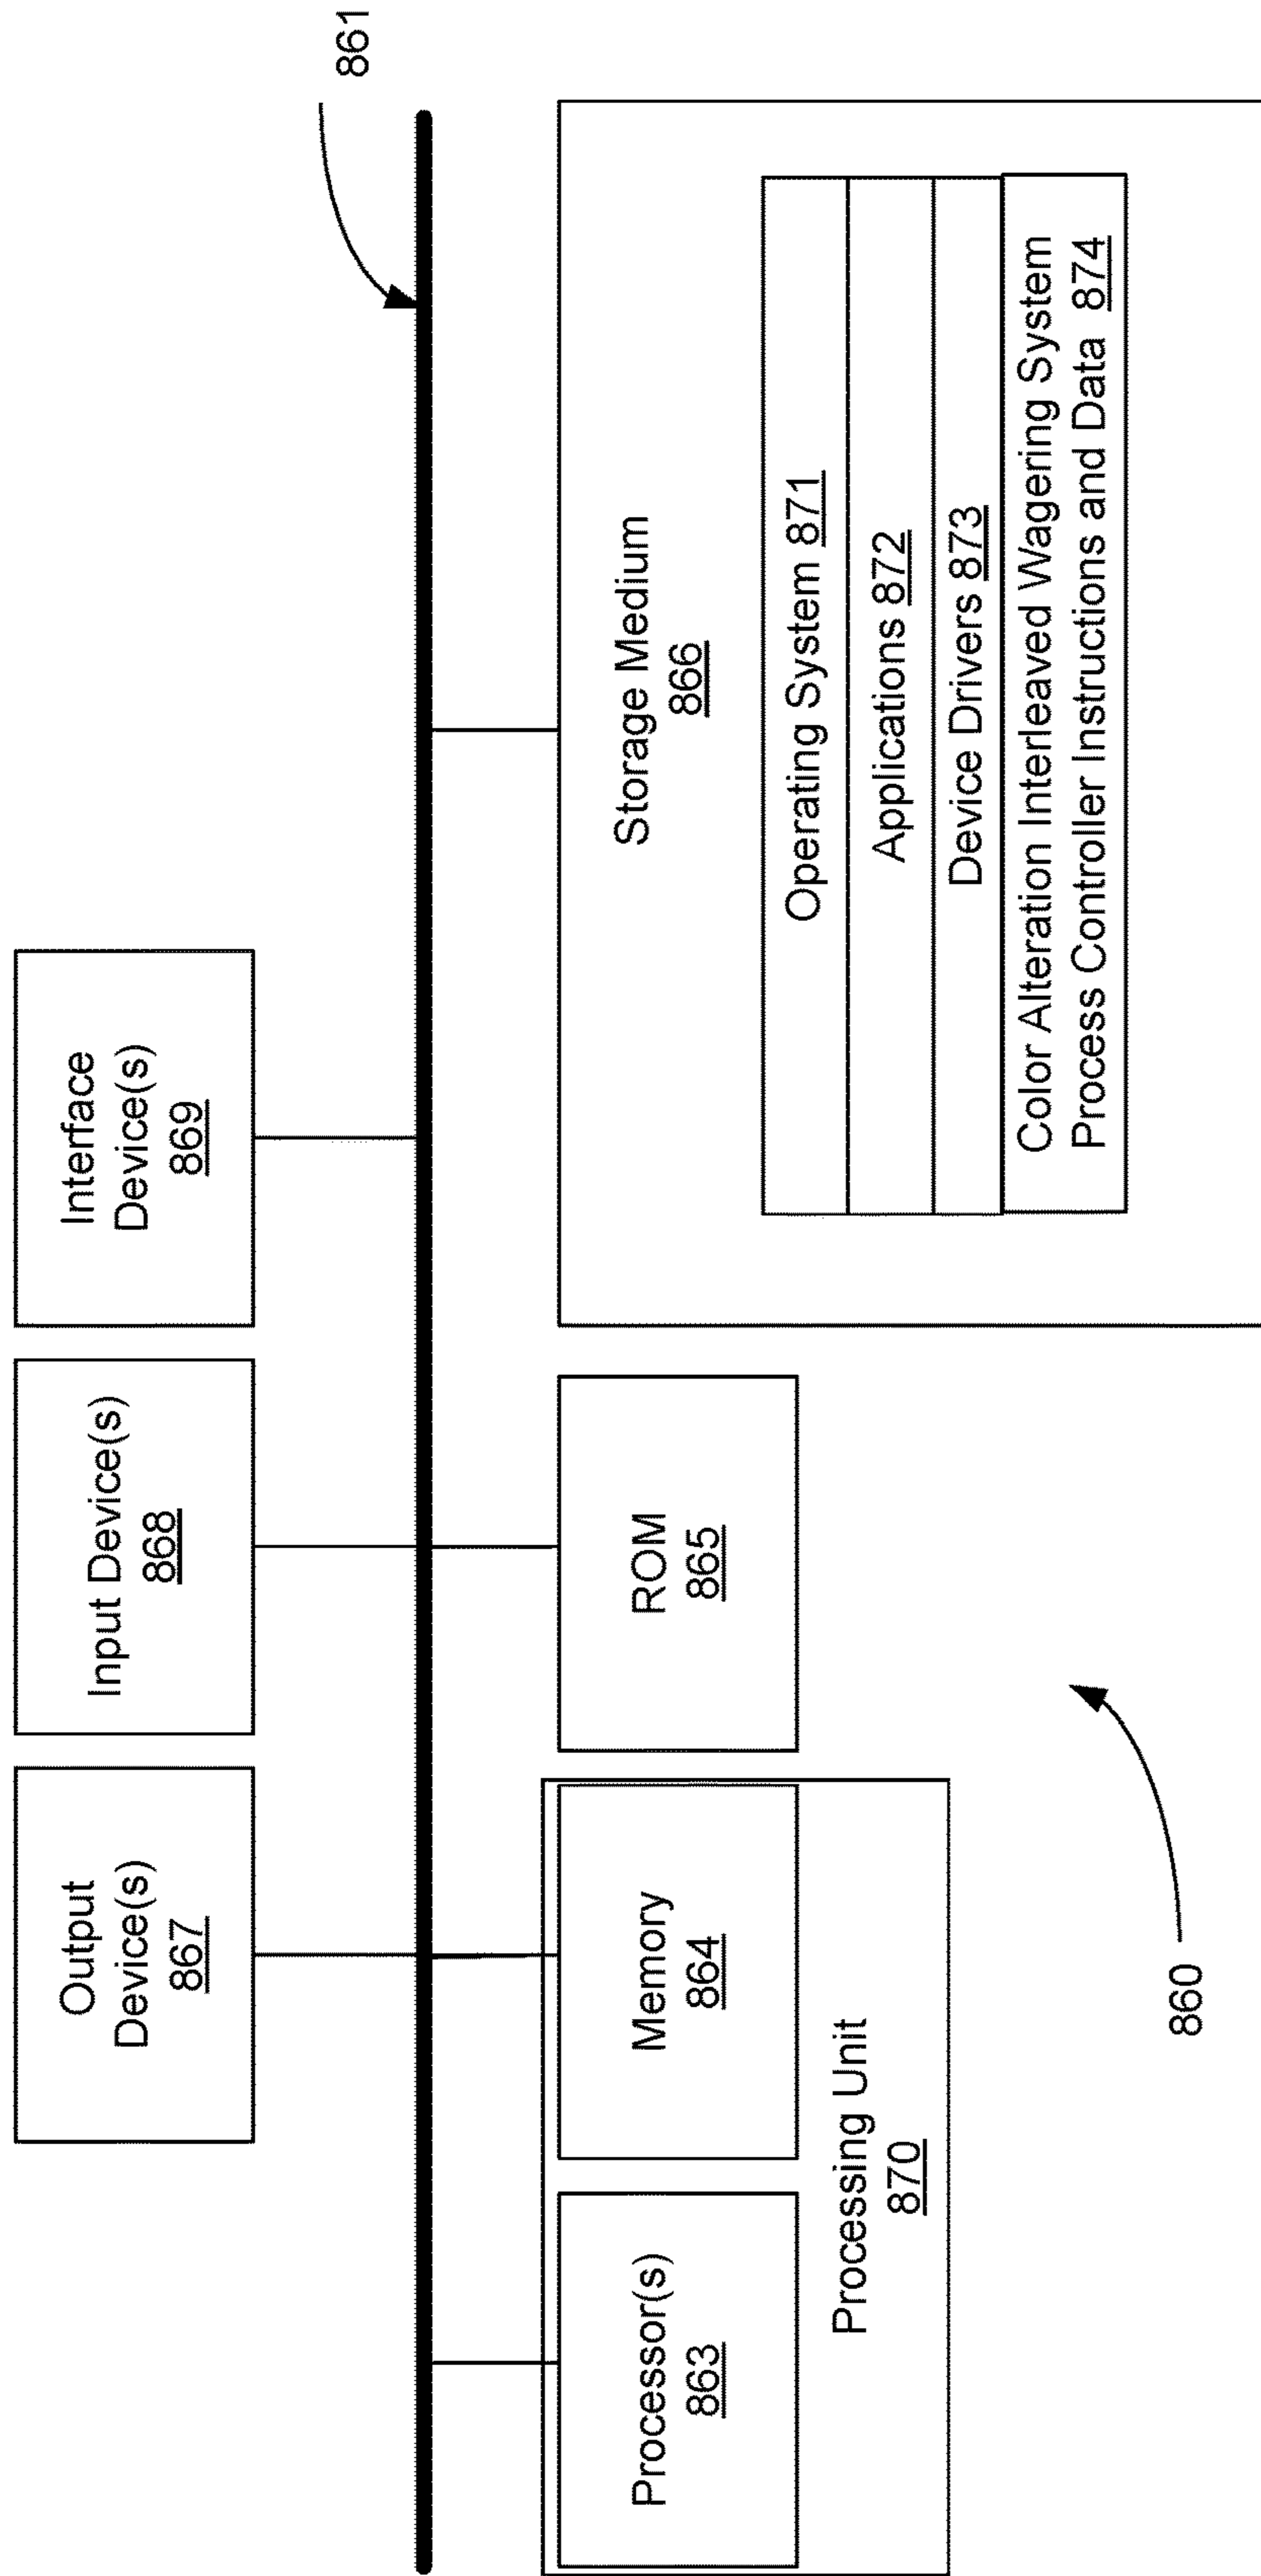 861
Output
Device(s)
867
Input Device(s)
868
Interface
Device(s)
869
Processor(s)
863
Memory
864
Processing Unit
870
ROM
865
Storage Medium
866
Operating System 871
Applications 872
Device Drivers 873
Color Alteration Interleaved Wagering System
Process Controller Instructions and Data 874
860